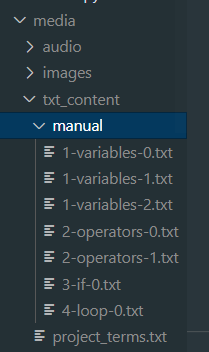 media
audio
images
txt_content
manual
1-variables-0.txt
1-variables-1.txt
1-variables-2.txt
2-operators-0.txt
2-operators-1.txt
3-if-0.txt
4-loop-0.txt
project_terms.txt